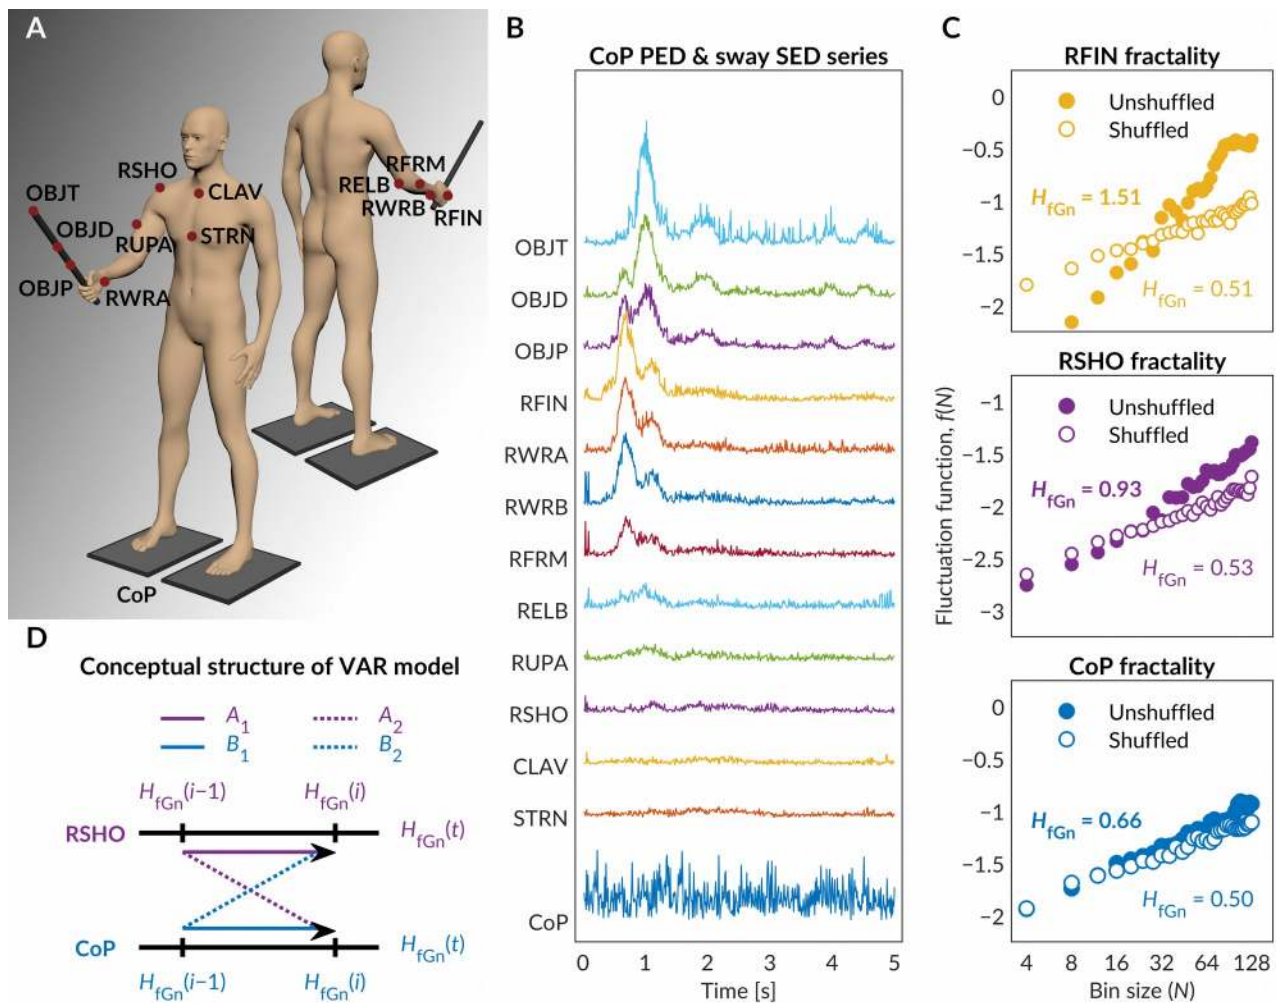 A
RSHO
CLAV
OBJT
OBJD
RUPA
STRN
OBJP
RWRA
RFRM
RELB
RWRB
RFIN
CoP
B
CoP PED & sway SED series
OBJT
OBJD
OBJP
RFIN
RWRA
RWRB
RFRM
RELB
RUPA
RSHO
CLAV
STRN
CoP
0 1 2 3 4 5
Time [s]
C
RFIN fractality
0
−0.5
−1
−1.5
−2
Unshuffled
Shuffled
HfGn = 1.51
HfGn = 0.51
RSHO fractality
−1
−1.5
−2
−2.5
−3
Unshuffled
Shuffled
HfGn = 0.93
HfGn = 0.53
Fluctuation function, f(N)
CoP fractality
0
−0.5
−1
−1.5
−2
Unshuffled
Shuffled
HfGn = 0.66
HfGn = 0.50
4 8 16 32 64 128
Bin size (N)
D
Conceptual structure of VAR model
A1 A2
B1 B2
HfGn(i−1) HfGn(i)
RSHO HfGn(t)
CoP HfGn(t)
HfGn(i−1) HfGn(i)